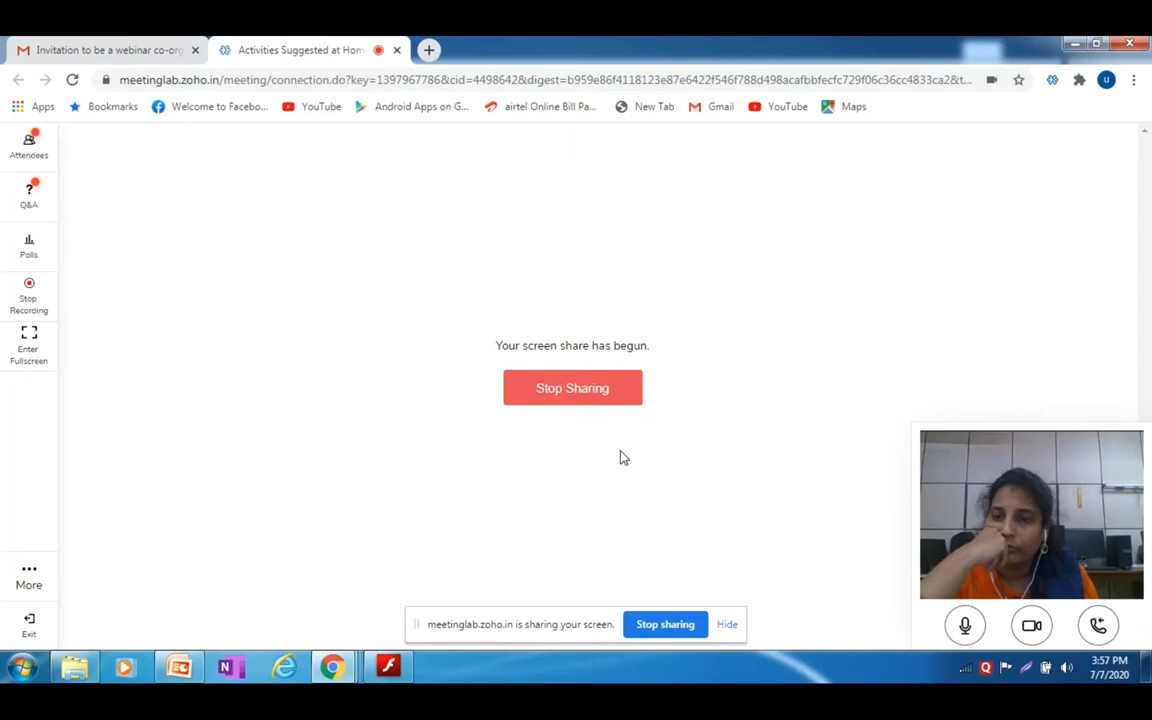 Invitation to be a webinar co-org
Activities Suggested at Hom
meetinglab.zoho.in/meeting/connection.do?key=1397967786&cid=4498642&digest=b959e86f4118123e87e6422f546f788d498acafbbfecfc729f06c36cc4833ca2&t...
u
Apps
Bookmarks
Welcome to Facebo...
YouTube
Android Apps on G...
airtel Online Bill Pa...
New Tab
Gmail
YouTube
Maps
Attendees
?
Q&A
Polls
Stop
Recording
Enter
Fullscreen
Your screen share has begun.
Stop Sharing
More
Exit
meetinglab.zoho.in is sharing your screen.
Stop sharing
Hide
3:57 PM
7/7/2020